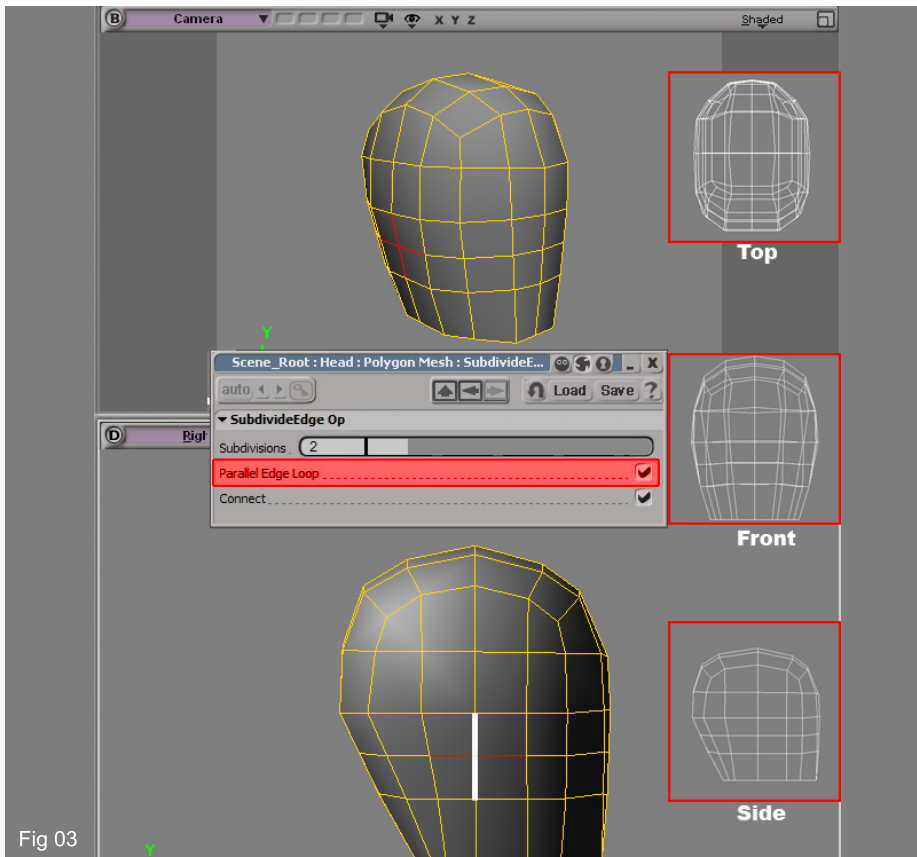 B Camera X Y Z Shaded
Top
Y
Scene_Root : Head : Polygon Mesh : SubdivideE... _ X
auto Load Save ?
SubdivideEdge Op
Subdivisions 2
Parallel Edge Loop
Connect
D Righ
Front
Side
Fig 03
Y